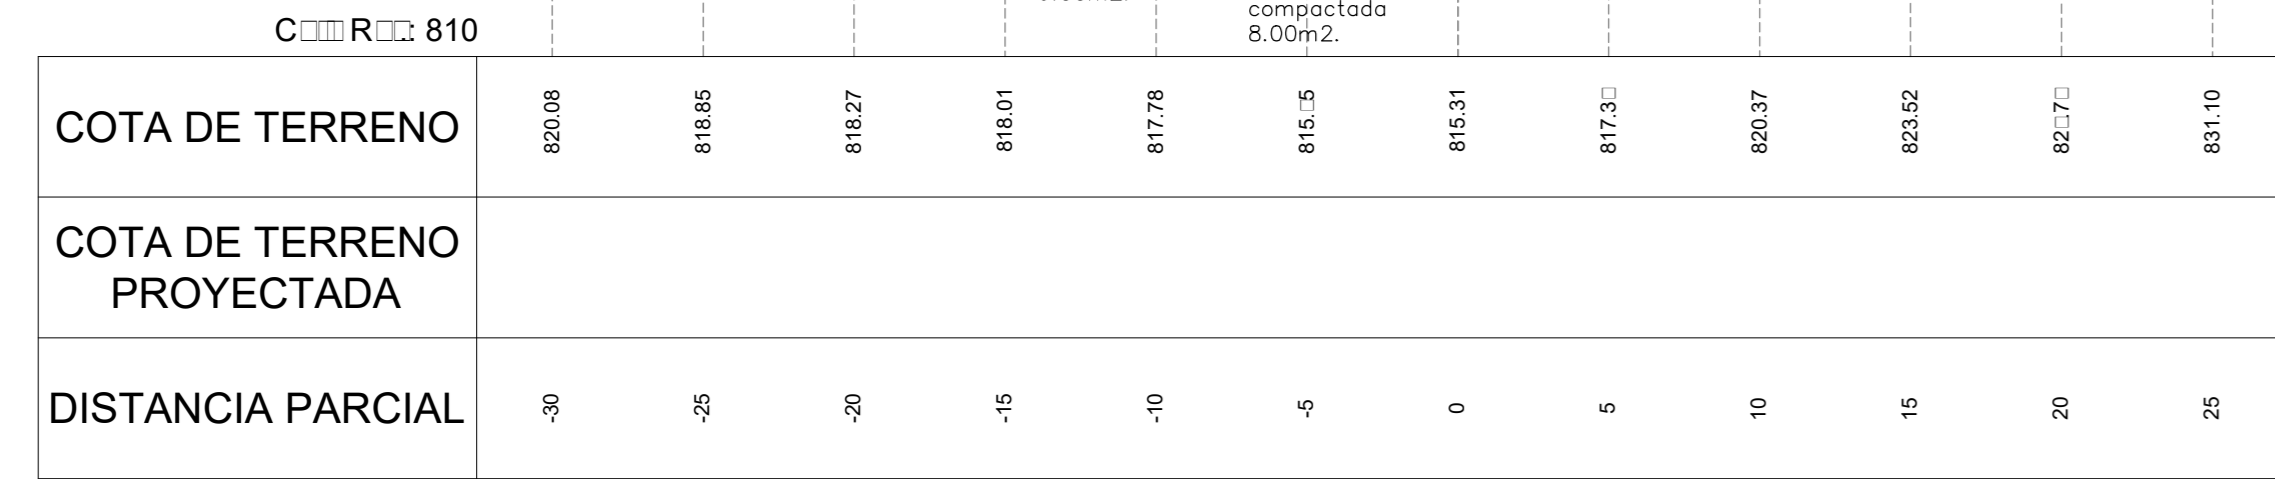 compactada
8.00m2.
810
COTA DE TERRENO
820.08 818.85 818.27 818.01 817.78 815.31 820.37 823.52 831.10
COTA DE TERRENO
PROYECTADA
DISTANCIA PARCIAL
-30 -25 -20 -15 -10 -5 0 5 10 15 20 25